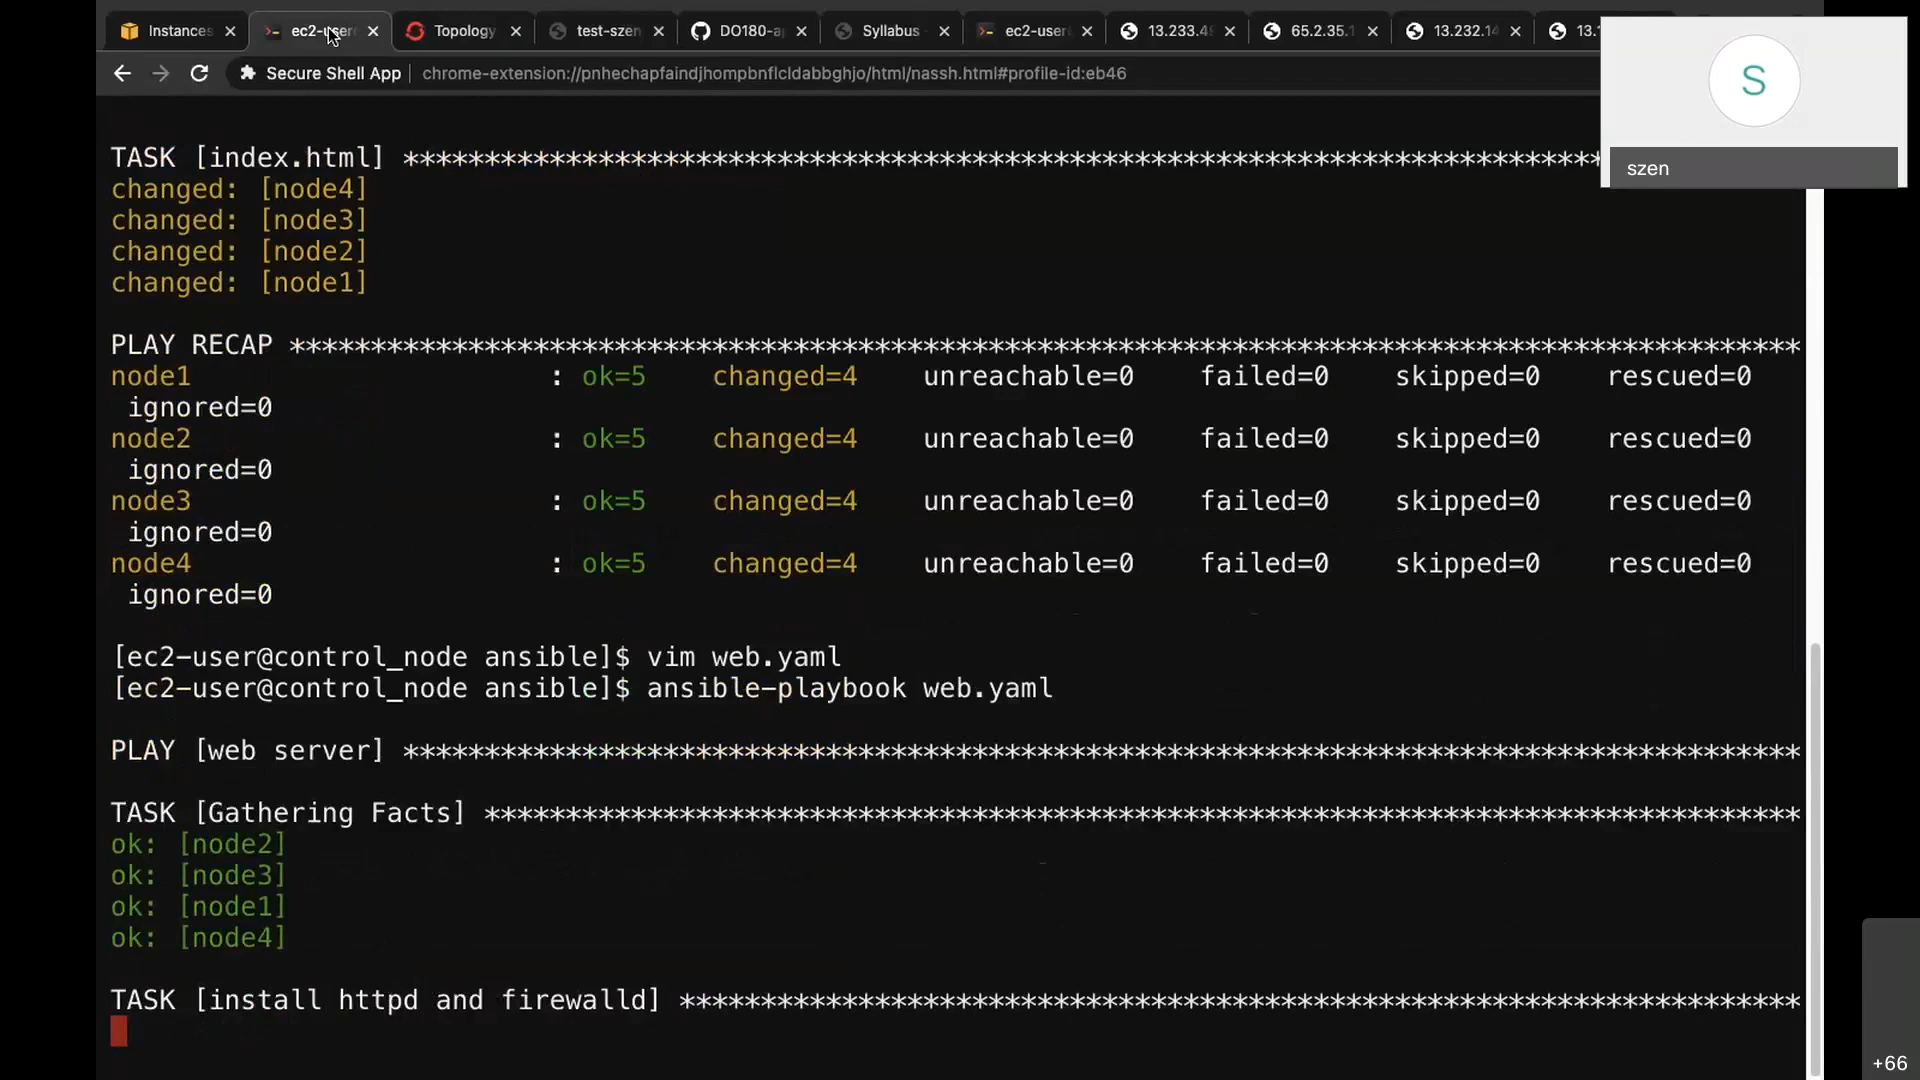 Instances
ec2-user
Topology
test-szen
DO180-a
Syllabus
ec2-user
13.233.4
65.2.35.1
13.232.14
13.
Secure Shell App
chrome-extension://pnhechapfaindjhompbnflcldabbghjo/html/nassh.html#profile-id:eb46
S
szen
TASK [index.html] *****************************************************************************
changed: [node4]
changed: [node3]
changed: [node2]
changed: [node1]
PLAY RECAP *********************************************************************************************
node1 : ok=5 changed=4 unreachable=0 failed=0 skipped=0 rescued=0
ignored=0
node2 : ok=5 changed=4 unreachable=0 failed=0 skipped=0 rescued=0
ignored=0
node3 : ok=5 changed=4 unreachable=0 failed=0 skipped=0 rescued=0
ignored=0
node4 : ok=5 changed=4 unreachable=0 failed=0 skipped=0 rescued=0
ignored=0
[ec2-user@control_node ansible]$ vim web.yaml
[ec2-user@control_node ansible]$ ansible-playbook web.yaml
PLAY [web server] **************************************************************************************
TASK [Gathering Facts] *********************************************************************************
ok: [node2]
ok: [node3]
ok: [node1]
ok: [node4]
TASK [install httpd and firewalld] *********************************************************************
+66